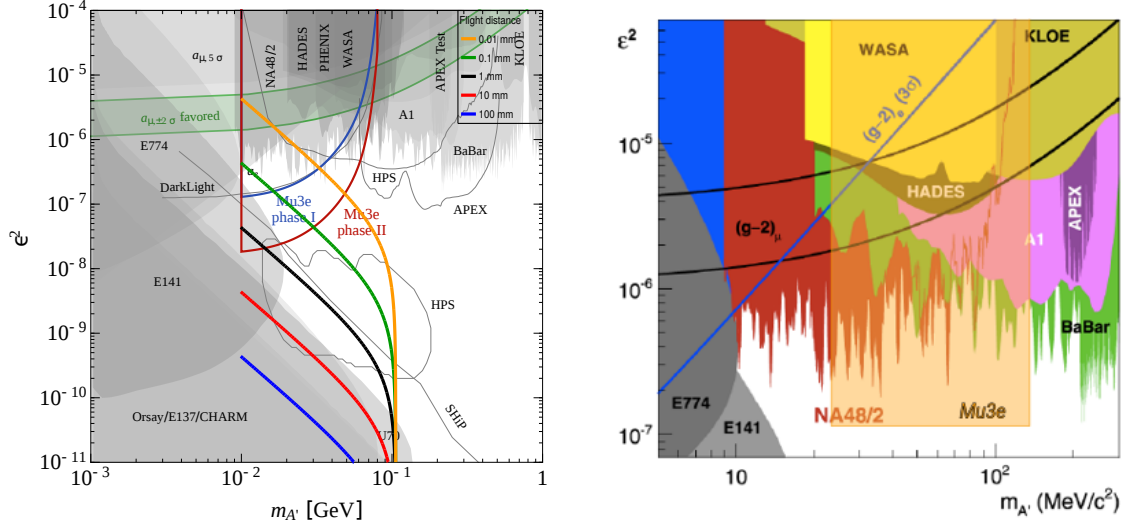 10⁻⁴
10⁻⁵
10⁻⁶
10⁻⁷
10⁻⁸
10⁻⁹
10⁻¹⁰
10⁻¹¹
ϵ²
10⁻³
10⁻²
10⁻¹
1
m_A' [GeV]
a_μ,5 σ
a_μ,±2 σ favored
NA48/2
HADES
PHENIX
WASA
APEX Test
KLOE
Flight distance
0.01 mm
0.1 mm
1 mm
10 mm
100 mm
E774
A1
BaBar
DarkLight
HPS
APEX
Mu3e
phase I
Mu3e
phase II
E141
HPS
Orsay/E137/CHARM
U70
SHiP
ε²
10⁻⁵
10⁻⁶
10⁻⁷
WASA
KLOE
(g-2)ₑ (3σ)
HADES
APEX
(g-2)μ
A1
BaBar
E774
NA48/2
Mu3e
E141
10
10²
m_A' (MeV/c²)